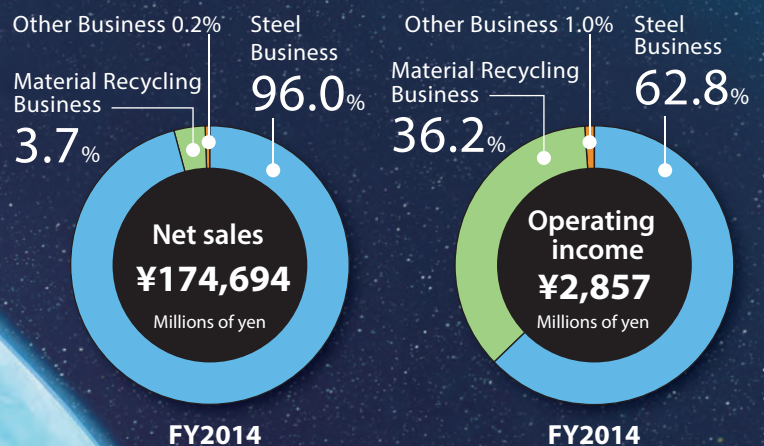 Other Business 0.2%
Steel
Business
96.0%
Material Recycling
Business
3.7%
Net sales
¥174,694
Millions of yen
FY2014
Other Business 1.0%
Steel
Business
62.8%
Material Recycling
Business
36.2%
Operating
income
¥2,857
Millions of yen
FY2014